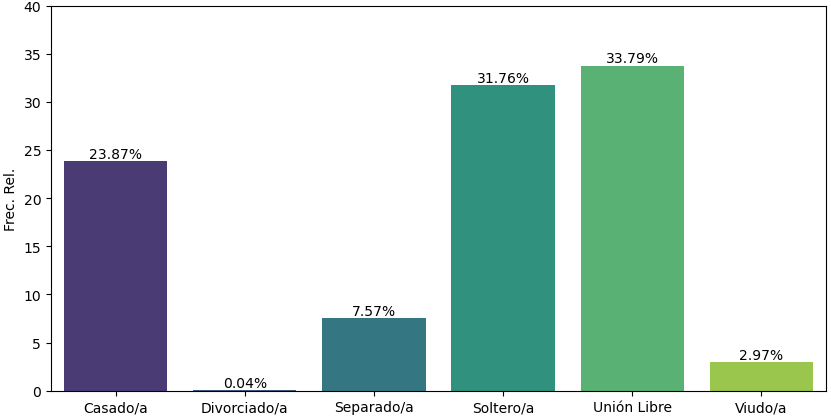 40
35
30
25
20
15
10
5
0
Frec. Rel.
23.87%
0.04%
7.57%
31.76%
33.79%
2.97%
Casado/a
Divorciado/a
Separado/a
Soltero/a
Unión Libre
Viudo/a